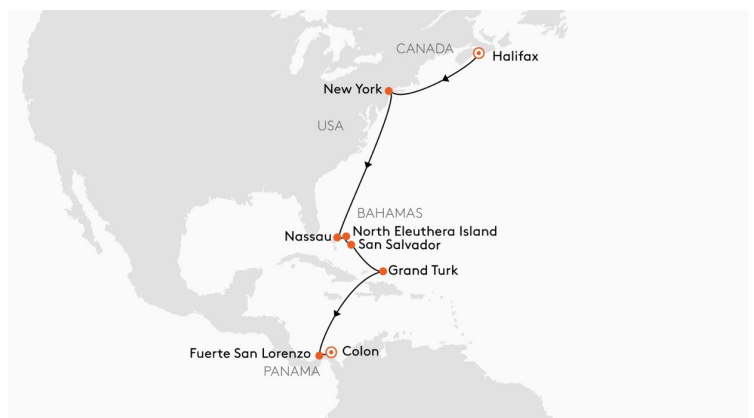 CANADA
Halifax
New York
USA
BAHAMAS
Nassau
North Eleuthera Island
San Salvador
Grand Turk
Fuerte San Lorenzo
Colon
PANAMA